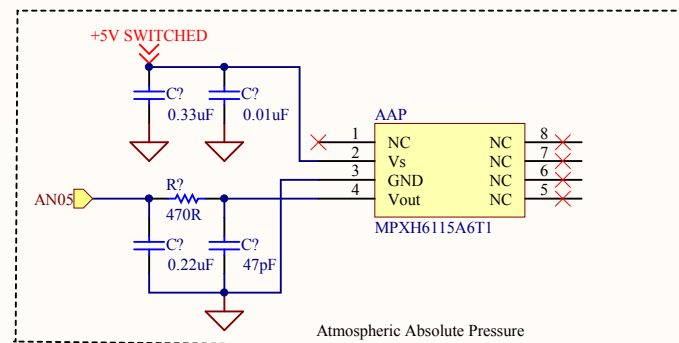 +5V SWITCHED
C?
0.33uF
C?
0.01uF
AAP
1 NC NC 8
2 Vs NC 7
3 GND NC 6
4 Vout NC 5
MPXH6115A6T1
AN05
R?
470R
C?
0.22uF
C?
47pF
Atmospheric Absolute Pressure